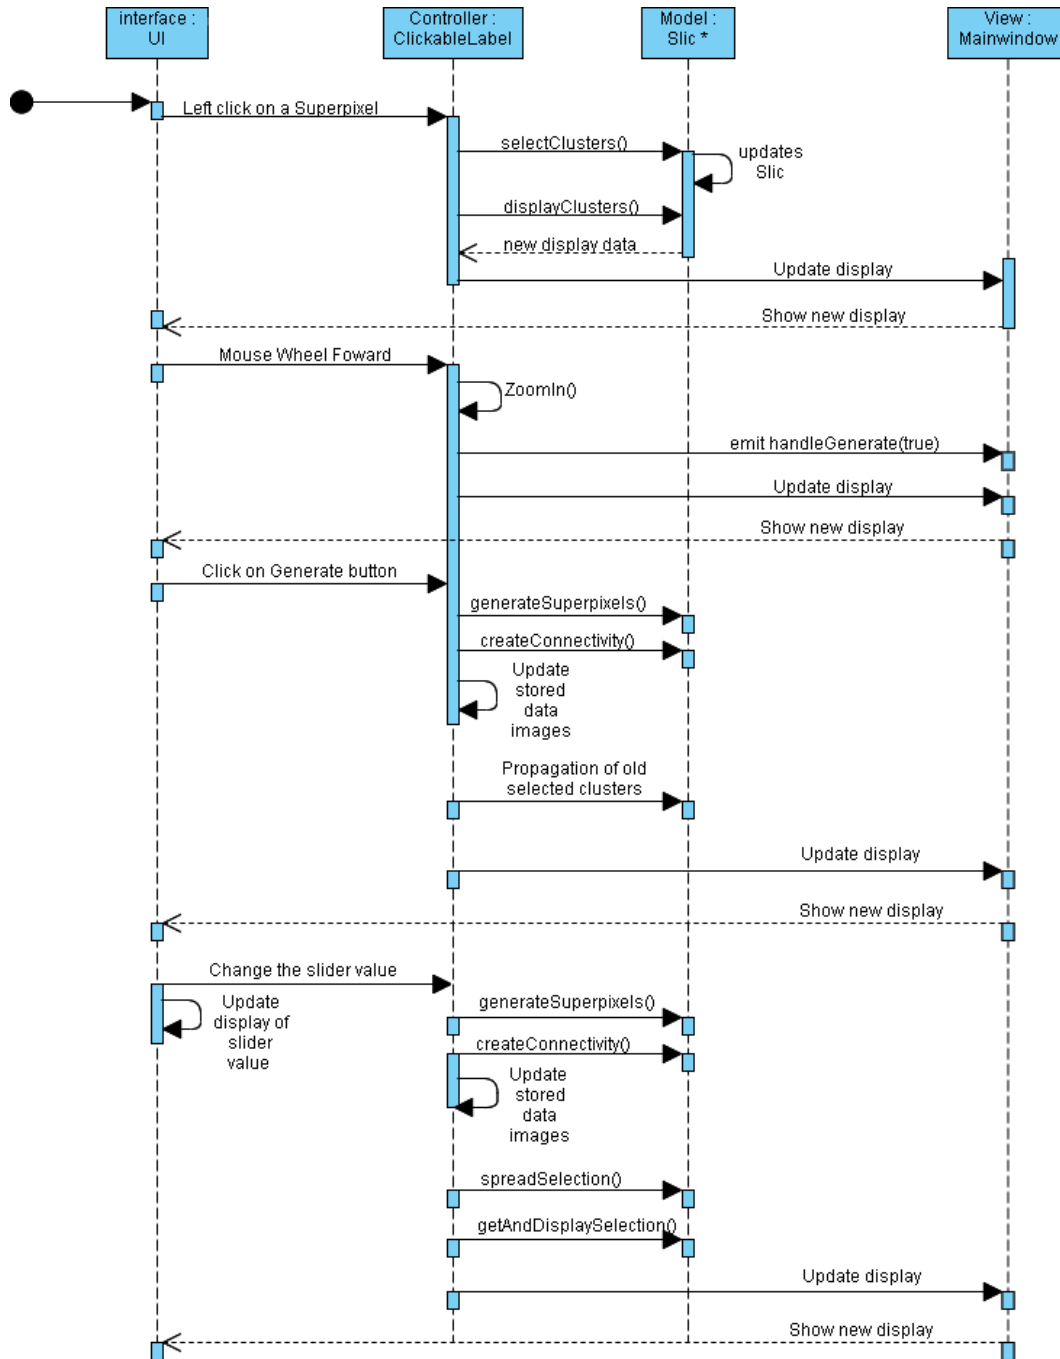 interface :
UI
Controller :
ClickableLabel
Model :
Slic *
View :
Mainwindow
Left click on a Superpixel
selectClusters()
updates
Slic
displayClusters()
new display data
Update display
Show new display
Mouse Wheel Foward
ZoomIn()
emit handleGenerate(true)
Update display
Show new display
Click on Generate button
generateSuperpixels()
createConnectivity()
Update
stored
data
images
Propagation of old
selected clusters
Update display
Show new display
Change the slider value
Update
display of
slider
value
generateSuperpixels()
createConnectivity()
Update
stored
data
images
spreadSelection()
getAndDisplaySelection()
Update display
Show new display